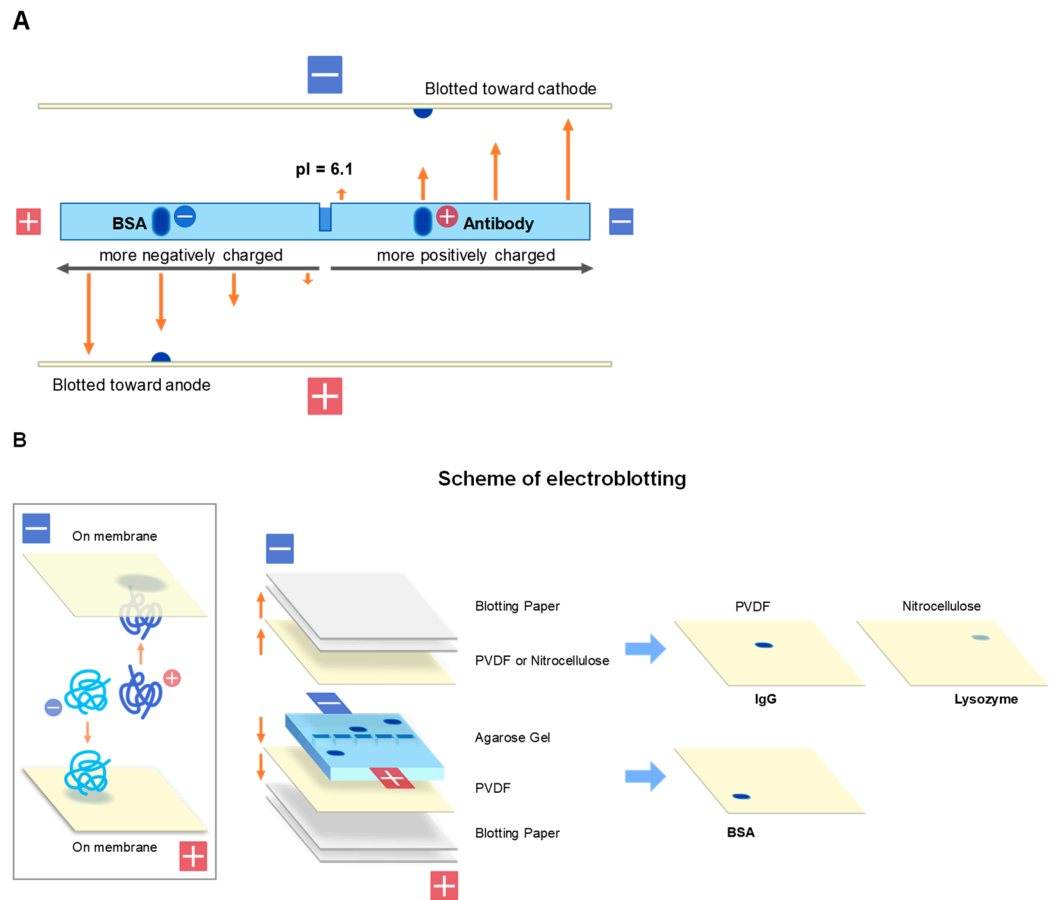 A
Blotted toward cathode
pI = 6.1
BSA
Antibody
more negatively charged
more positively charged
Blotted toward anode
B
Scheme of electroblotting
On membrane
On membrane
Blotting Paper
PVDF or Nitrocellulose
Agarose Gel
PVDF
Blotting Paper
PVDF
Nitrocellulose
IgG
Lysozyme
BSA